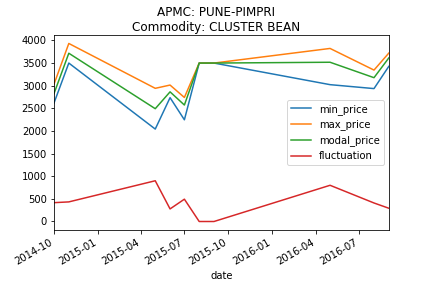 APMC: PUNE-PIMPRI
Commodity: CLUSTER BEAN
4000
3500
3000
2500
2000
1500
1000
500
0
min_price
max_price
modal_price
fluctuation
2014-10
2015-01
2015-04
2015-07
2015-10
2016-01
2016-04
2016-07
date